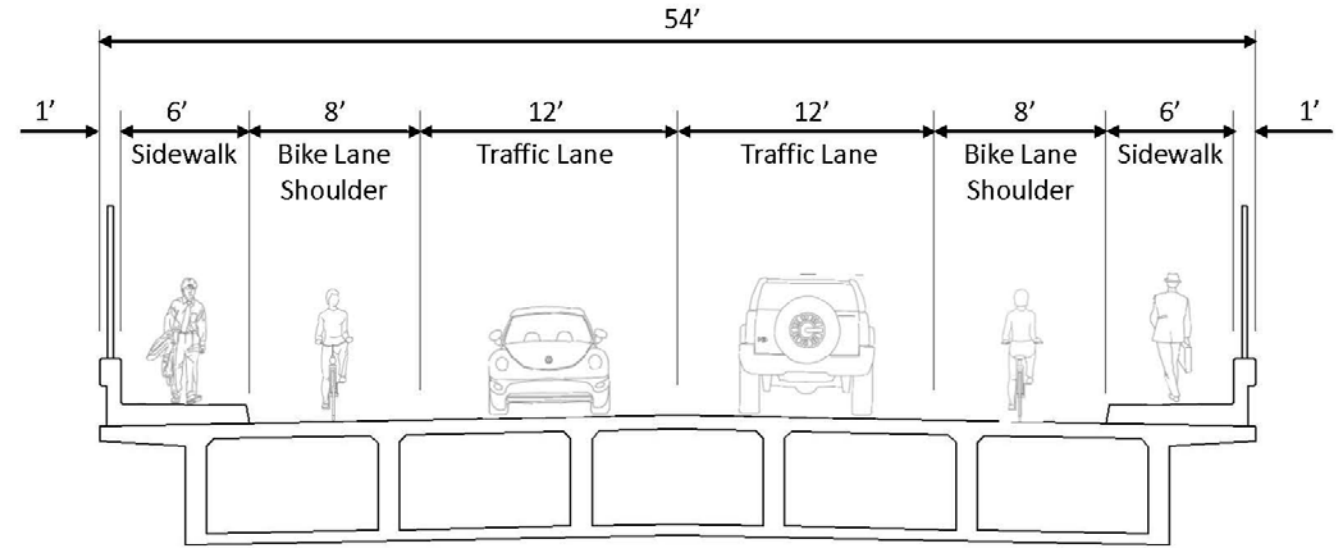 54’
1’ 6’ 8’ 12’ 12’ 8’ 6’ 1’
Sidewalk Bike Lane Traffic Lane Traffic Lane Bike Lane Sidewalk
Shoulder Shoulder